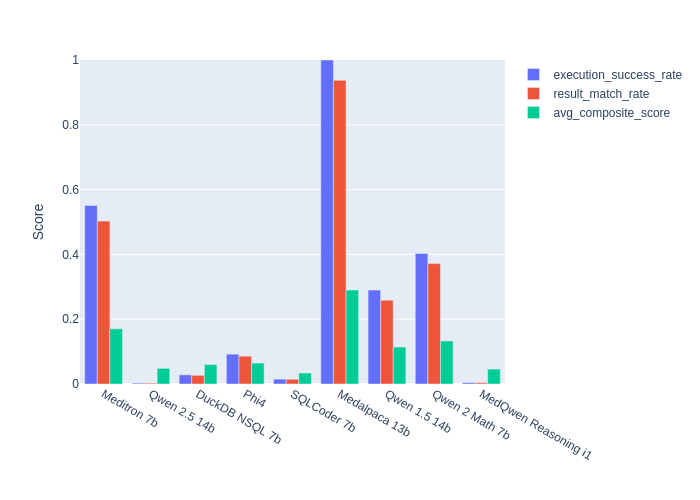 execution_success_rate
result_match_rate
avg_composite_score
Score
1
0.8
0.6
0.4
0.2
0
Meditron 7b
Qwen 2.5 14b
DuckDB NSQL 7b
Phi4
SQLCoder 7b
Medalpaca 13b
Qwen 1.5 14b
Qwen 2 Math 7b
MedQwen Reasoning i1